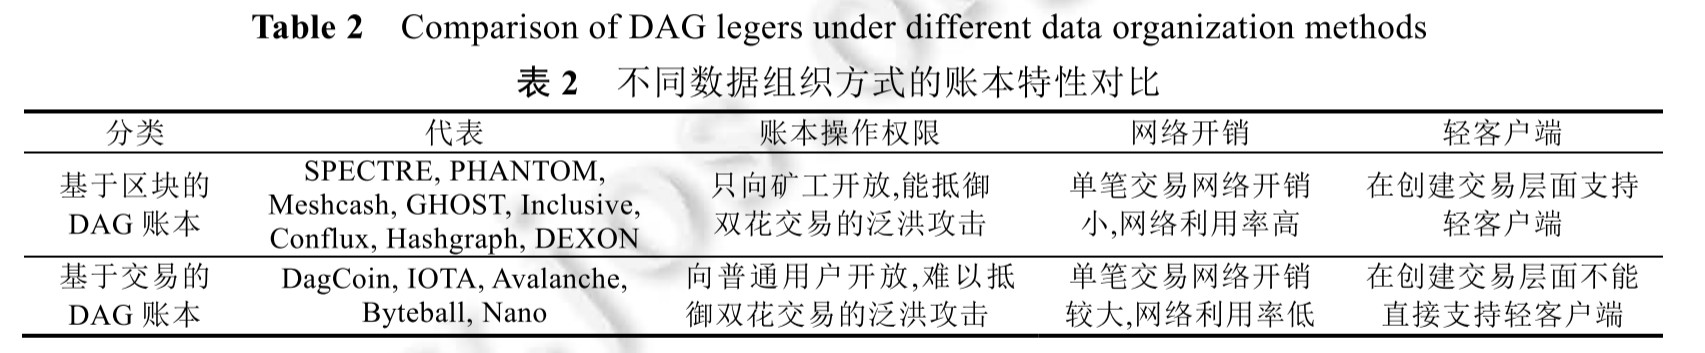 Table 2 Comparison of DAG legers under different data organization methods
表 2 不同数据组织方式的账本特性对比
分类 代表 账本操作权限 网络开销 轻客户端
基于区块的
DAG 账本
SPECTRE, PHANTOM,
Meshcash, GHOST, Inclusive,
Conflux, Hashgraph, DEXON
只向矿工开放,能抵御
双花交易的泛洪攻击
单笔交易网络开销
小,网络利用率高
在创建交易层面支持
轻客户端
基于交易的
DAG 账本
DagCoin, IOTA, Avalanche,
Byteball, Nano
向普通用户开放,难以抵
御双花交易的泛洪攻击
单笔交易网络开销
较大,网络利用率低
在创建交易层面不能
直接支持轻客户端